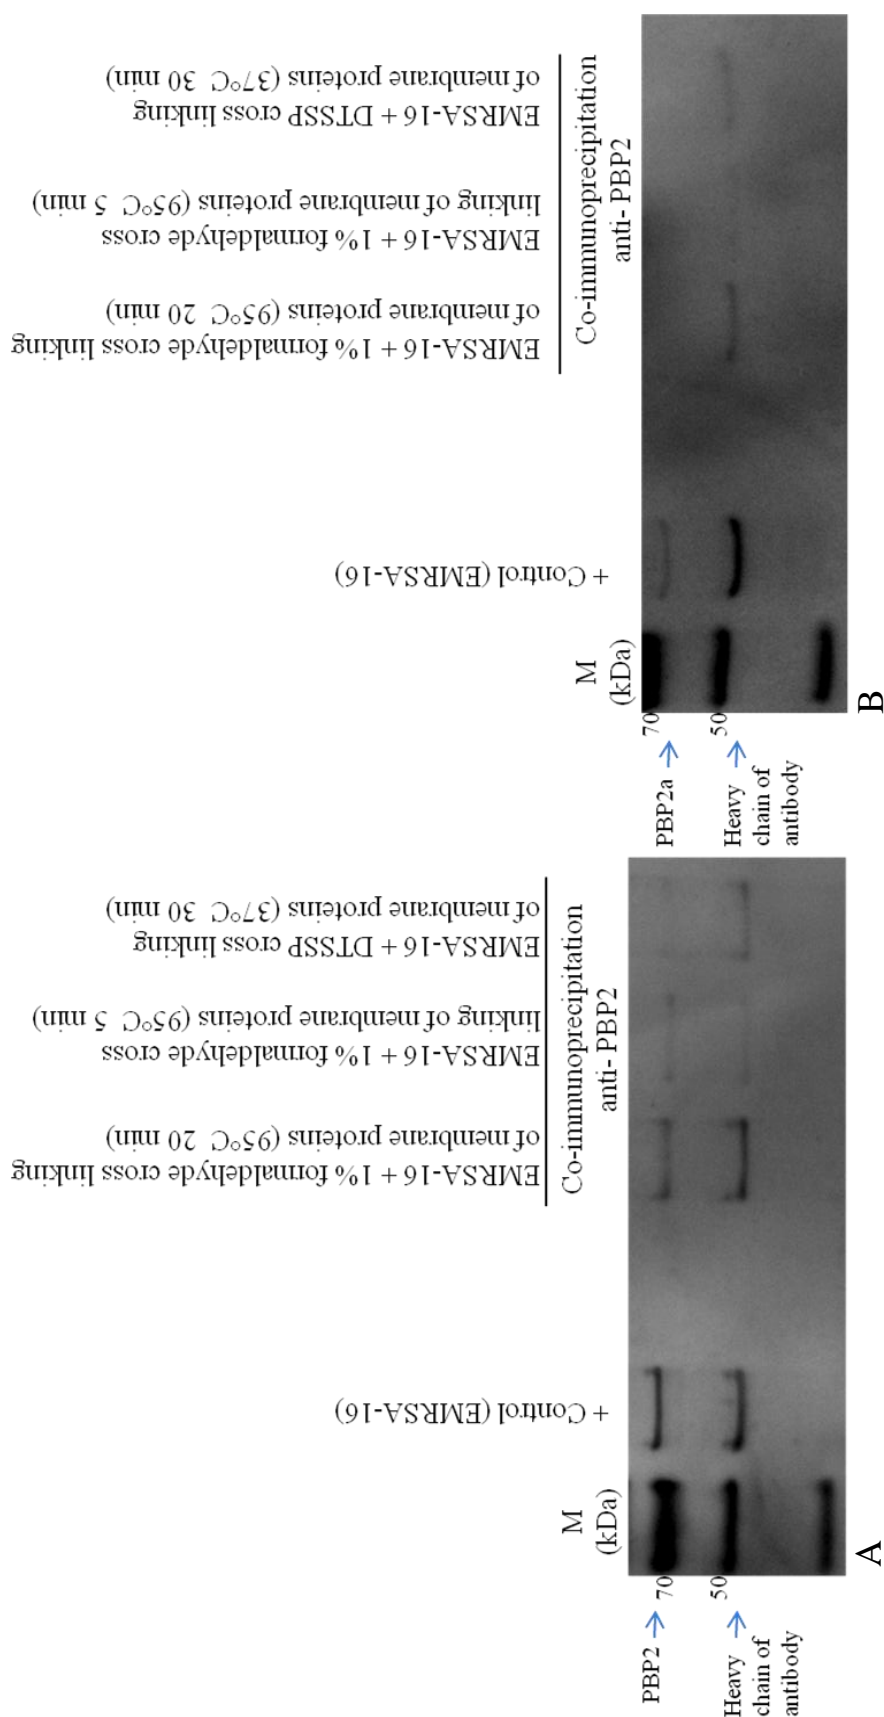 EMRSA-16 + 1% formaldehyde cross linking
of membrane proteins (95°C 20 min)
EMRSA-16 + 1% formaldehyde cross
linking of membrane proteins (95°C 5 min)
EMRSA-16 + DTSSP cross linking
of membrane proteins (37°C 30 min)
+ Control (EMRSA-16)
M
(kDa)
Co-immunoprecipitation
anti- PBP2
PBP2
70
50
Heavy
chain of
antibody
A
EMRSA-16 + 1% formaldehyde cross linking
of membrane proteins (95°C 20 min)
EMRSA-16 + 1% formaldehyde cross
linking of membrane proteins (95°C 5 min)
EMRSA-16 + DTSSP cross linking
of membrane proteins (37°C 30 min)
+ Control (EMRSA-16)
M
(kDa)
Co-immunoprecipitation
anti- PBP2
70
PBP2a
50
Heavy
chain of
antibody
B